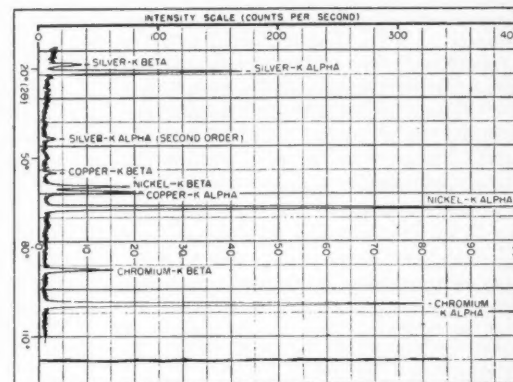 INTENSITY SCALE (COUNTS PER SECOND)
0 100 200 300 40
SILVER-K BETA
20° (2θ)
SILVER-K ALPHA
SILVER-K ALPHA (SECOND ORDER)
50°
COPPER-K BETA
NICKEL-K BETA
COPPER-K ALPHA
NICKEL-K ALPHA
80°
0 10 20 30 40 50 60 70 80 90
CHROMIUM-K BETA
CHROMIUM
K ALPHA
10°